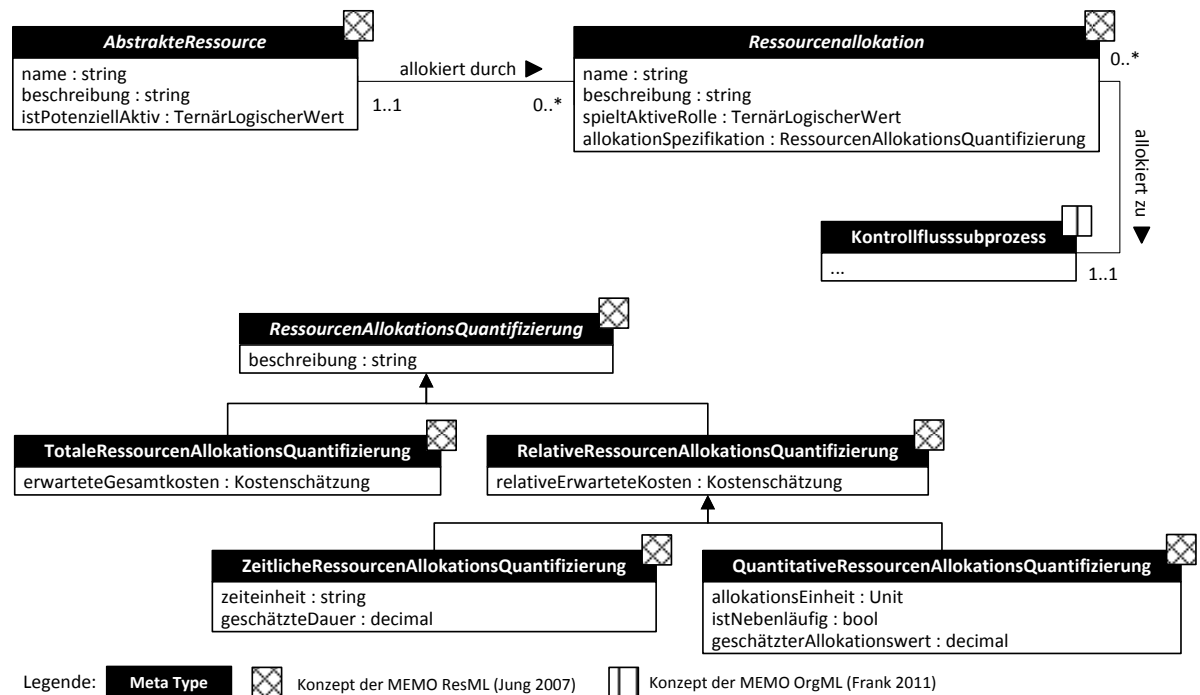 AbstrakteRessource
name : string
beschreibung : string
istPotenziellAktiv : TernärLogischerWert
allokiert durch
1..1
0..*
Ressourcenallokation
name : string
beschreibung : string
spieltAktiveRolle : TernärLogischerWert
allokationSpezifikation : RessourcenAllokationsQuantifizierung
0..*
allokiert zu
Kontrollflusssubprozess
...
1..1
RessourcenAllokationsQuantifizierung
beschreibung : string
TotaleRessourcenAllokationsQuantifizierung
erwarteteGesamtkosten : Kostenschätzung
RelativeRessourcenAllokationsQuantifizierung
relativeErwarteteKosten : Kostenschätzung
ZeitlicheRessourcenAllokationsQuantifizierung
zeiteinheit : string
geschätzteDauer : decimal
QuantitativeRessourcenAllokationsQuantifizierung
allokationsEinheit : Unit
istNebenläufig : bool
geschätzterAllokationswert : decimal
Legende: Meta Type Konzept der MEMO ResML (Jung 2007) Konzept der MEMO OrgML (Frank 2011)